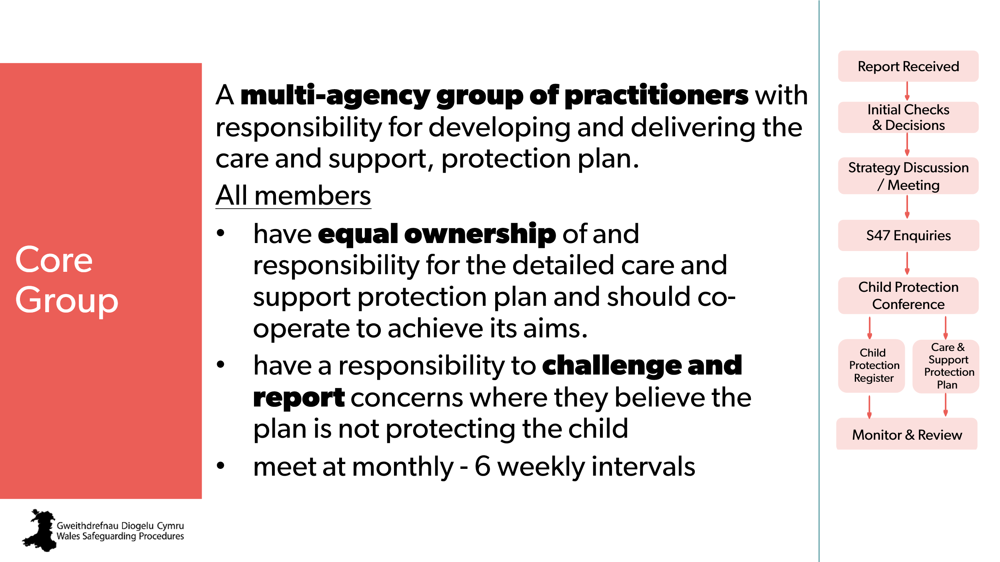 Core
Group
A multi-agency group of practitioners with
responsibility for developing and delivering the
care and support, protection plan.
All members
• have equal ownership of and
responsibility for the detailed care and
support protection plan and should co-
operate to achieve its aims.
• have a responsibility to challenge and
report concerns where they believe the
plan is not protecting the child
• meet at monthly - 6 weekly intervals
Report Received
Initial Checks
& Decisions
Strategy Discussion
/ Meeting
S47 Enquiries
Child Protection
Conference
Child
Protection
Register
Care &
Support
Protection
Plan
Monitor & Review
Gweithdrefnau Diogelu Cymru
Wales Safeguarding Procedures